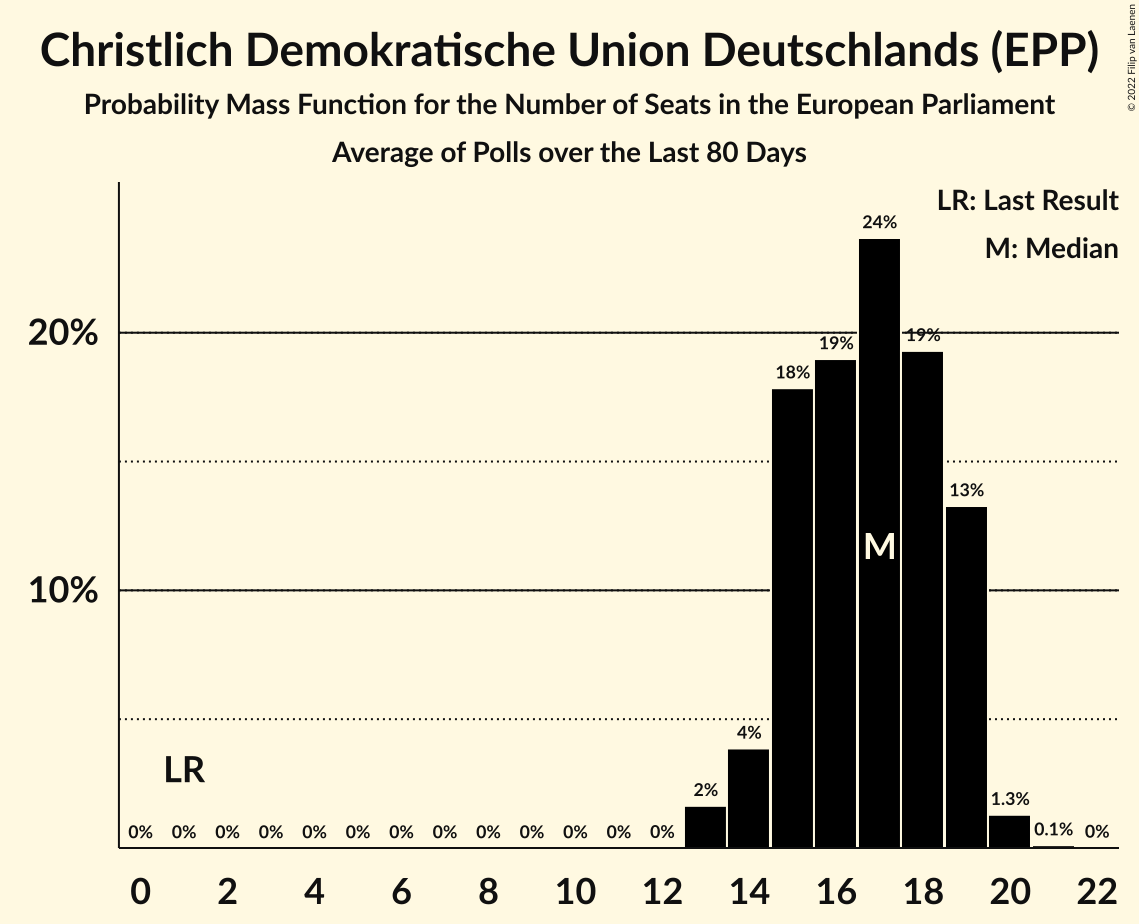 Christlich Demokratische Union Deutschlands (EPP)
Probability Mass Function for the Number of Seats in the European Parliament
Average of Polls over the Last 80 Days
© 2022 Filip van Laenen
LR: Last Result
M: Median
20%
10%
LR
M
0% 0% 0% 0% 0% 0% 0% 0% 0% 0% 0% 0% 0% 2% 4% 18% 19% 24% 19% 13% 1.3% 0.1% 0%
0 2 4 6 8 10 12 14 16 18 20 22